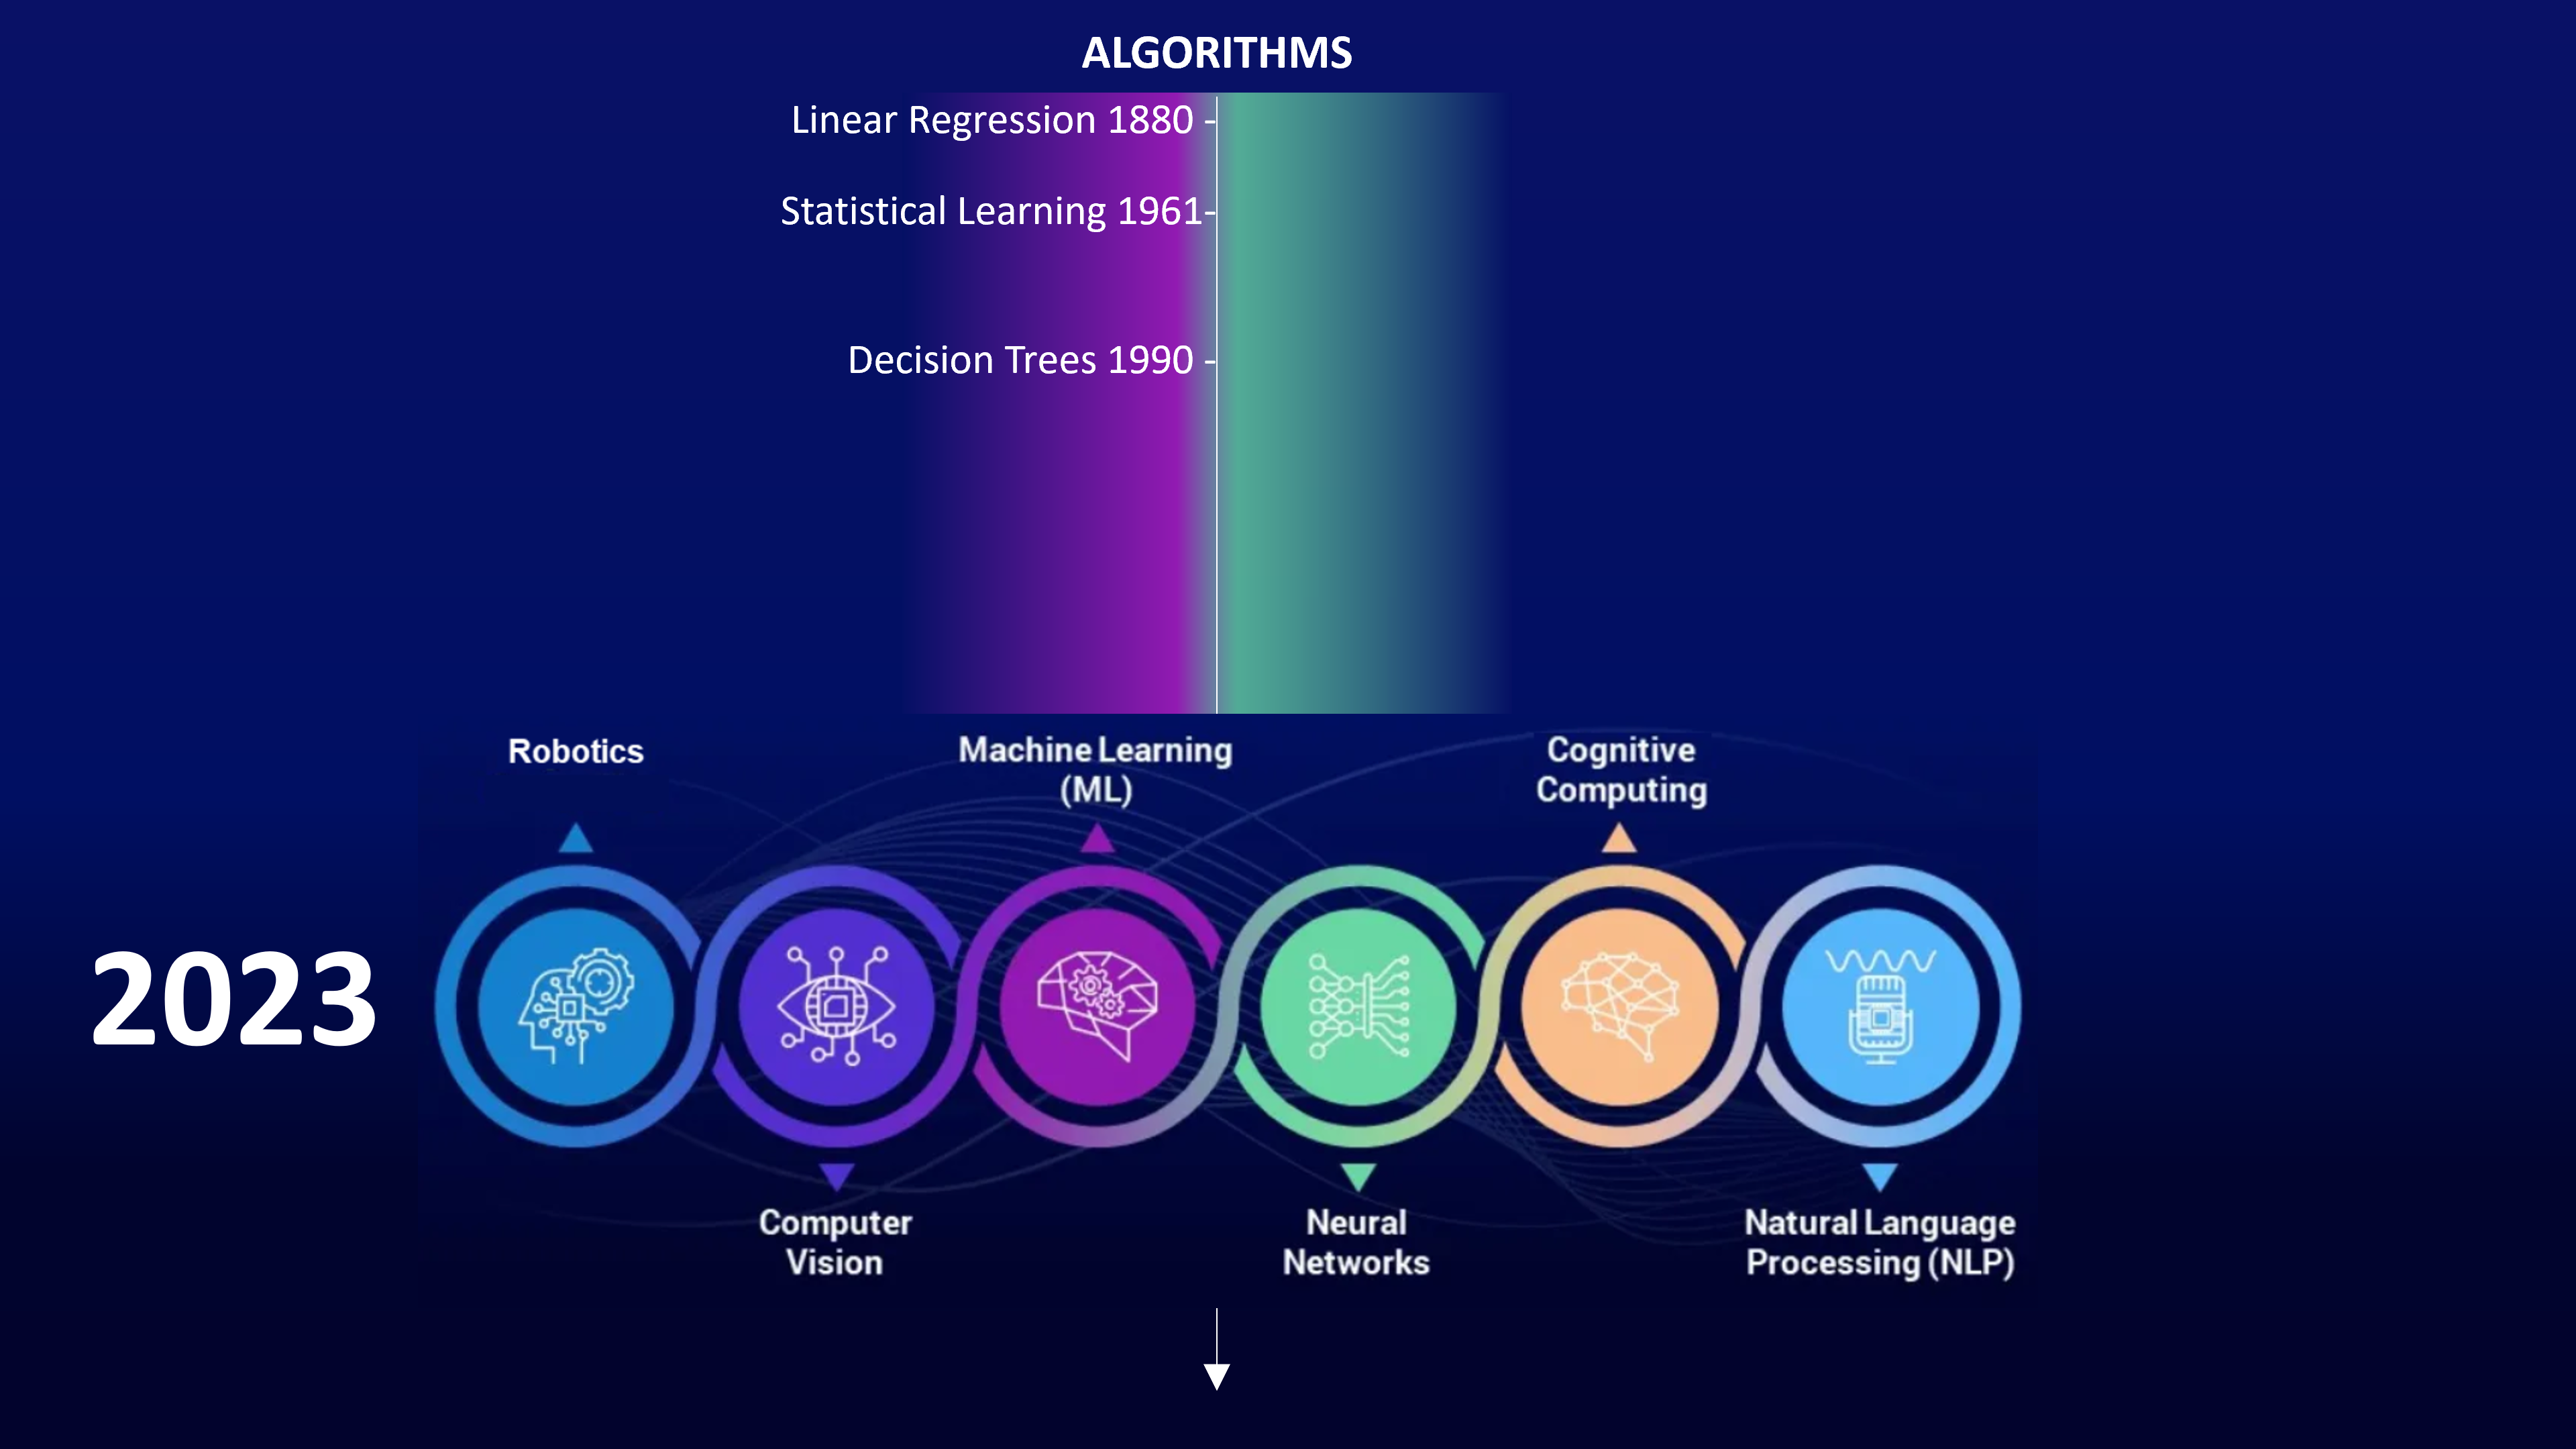 ALGORITHMS
Linear Regression 1880 -
Statistical Learning 1961-
Decision Trees 1990 -
Robotics
Machine Learning
(ML)
Cognitive
Computing
2023
Computer
Vision
Neural
Networks
Natural Language
Processing (NLP)